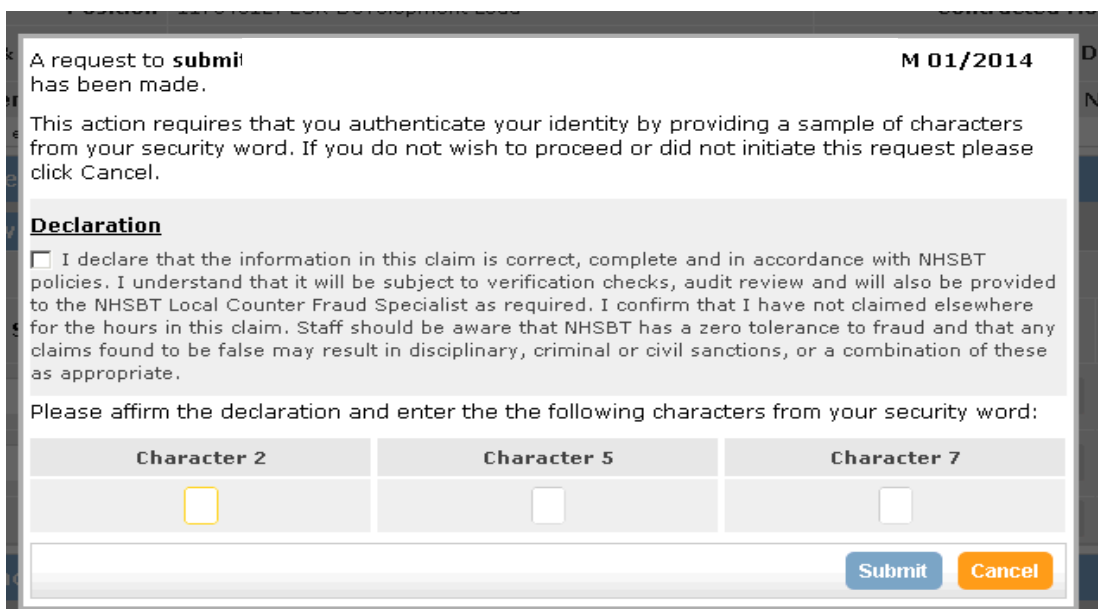 Position
A request to submit M 01/2014
has been made.
This action requires that you authenticate your identity by providing a sample of characters
from your security word. If you do not wish to proceed or did not initiate this request please
click Cancel.
Declaration
I declare that the information in this claim is correct, complete and in accordance with NHSBT
policies. I understand that it will be subject to verification checks, audit review and will also be provided
to the NHSBT Local Counter Fraud Specialist as required. I confirm that I have not claimed elsewhere
for the hours in this claim. Staff should be aware that NHSBT has a zero tolerance to fraud and that any
claims found to be false may result in disciplinary, criminal or civil sanctions, or a combination of these
as appropriate.
Please affirm the declaration and enter the the following characters from your security word:
Character 2 Character 5 Character 7
Submit Cancel